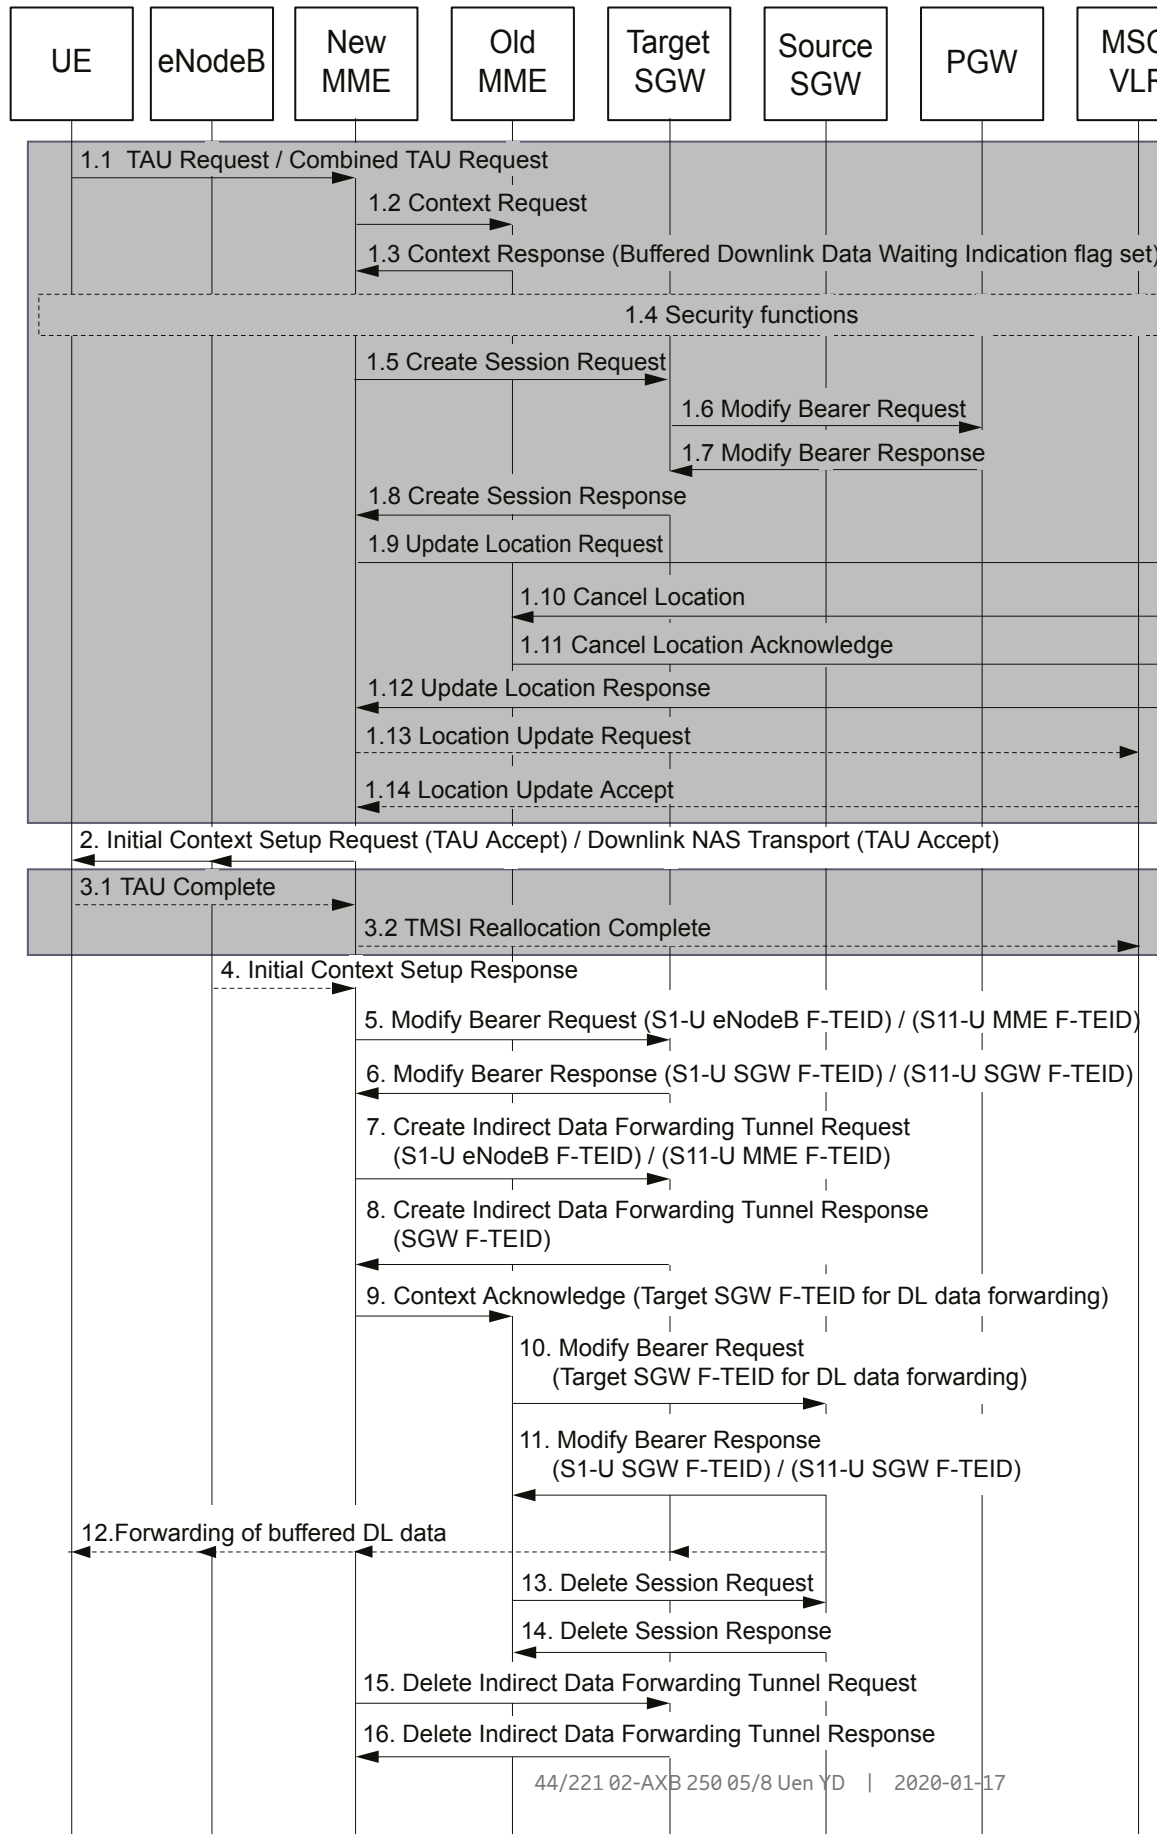 UE
eNodeB
New
MME
Old
MME
Target
SGW
Source
SGW
PGW
MSC
VLR
1.1 TAU Request / Combined TAU Request
1.2 Context Request
1.3 Context Response (Buffered Downlink Data Waiting Indication flag set)
1.4 Security functions
1.5 Create Session Request
1.6 Modify Bearer Request
1.7 Modify Bearer Response
1.8 Create Session Response
1.9 Update Location Request
1.10 Cancel Location
1.11 Cancel Location Acknowledge
1.12 Update Location Response
1.13 Location Update Request
1.14 Location Update Accept
2. Initial Context Setup Request (TAU Accept) / Downlink NAS Transport (TAU Accept)
3.1 TAU Complete
3.2 TMSI Reallocation Complete
4. Initial Context Setup Response
5. Modify Bearer Request (S1-U eNodeB F-TEID) / (S11-U MME F-TEID)
6. Modify Bearer Response (S1-U SGW F-TEID) / (S11-U SGW F-TEID)
7. Create Indirect Data Forwarding Tunnel Request
(S1-U eNodeB F-TEID) / (S11-U MME F-TEID)
8. Create Indirect Data Forwarding Tunnel Response
(SGW F-TEID)
9. Context Acknowledge (Target SGW F-TEID for DL data forwarding)
10. Modify Bearer Request
(Target SGW F-TEID for DL data forwarding)
11. Modify Bearer Response
(S1-U SGW F-TEID) / (S11-U SGW F-TEID)
12.Forwarding of buffered DL data
13. Delete Session Request
14. Delete Session Response
15. Delete Indirect Data Forwarding Tunnel Request
16. Delete Indirect Data Forwarding Tunnel Response
44/221 02-AXB 250 05/8 Uen YD | 2020-01-17